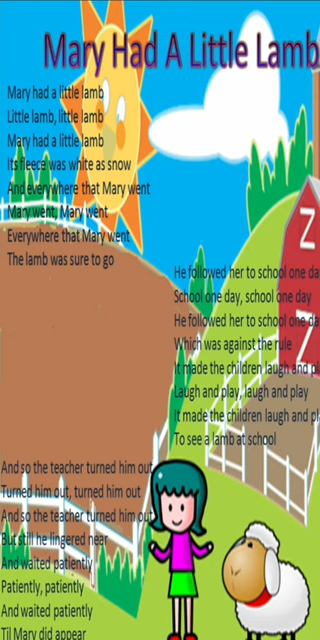 Mary Had A Little Lamb
Mary had a little lamb
Little lamb, little lamb
Mary had a little lamb
Its fleece was white as snow
And everywhere that Mary went
Mary went, Mary went
Everywhere that Mary went
The lamb was sure to go
He followed her to school one da
School one day, school one day
He followed her to school one da
Which was against the rule
It made the children laugh and pl
Laugh and play, laugh and play
It made the children laugh and pl
To see a lamb at school
And so the teacher turned him out
Turned him out, turned him out
And so the teacher turned him out
But still he lingered near
And waited patiently
Patiently, patiently
And waited patiently
Til Mary did appear